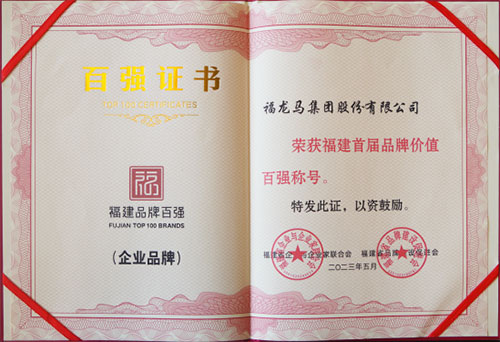 百强证书
TOP 100 CERTIFICATES
福
福建品牌百强
FUJIAN TOP 100 BRANDS
(企业品牌)
福龙马集团股份有限公司
荣获福建首届品牌价值
百强称号。
特发此证，以资鼓励。
福建省企业与企业家联合会 福建省品牌建设促进会
二〇二三年五月